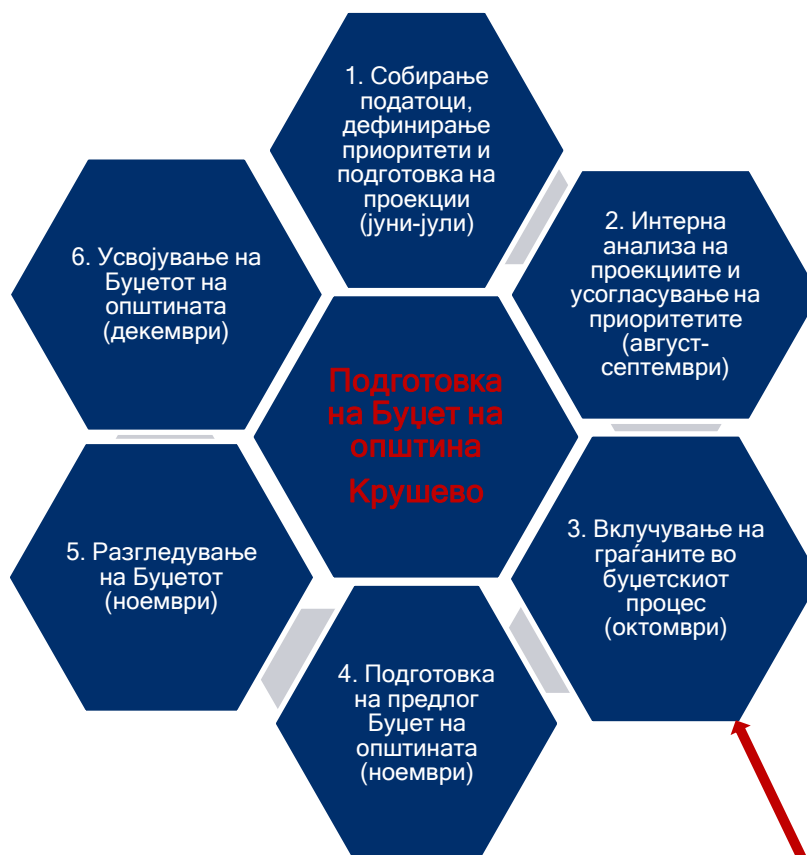 1. Собирање
податоци,
дефинирање
приоритети и
подготовка на
проекции
(јуни-јули)
2. Интерна
анализа на
проекциите и
усогласување на
приоритетите
(август-
септември)
3. Вклучување на
граѓаните во
буџетскиот
процес
(октомври)
4. Подготовка
на предлог
Буџет на
општината
(ноември)
5. Разгледување
на Буџетот
(ноември)
6. Усвојување на
Буџетот на
општината
(декември)
Подготовка
на Буџет на
општина
Крушево